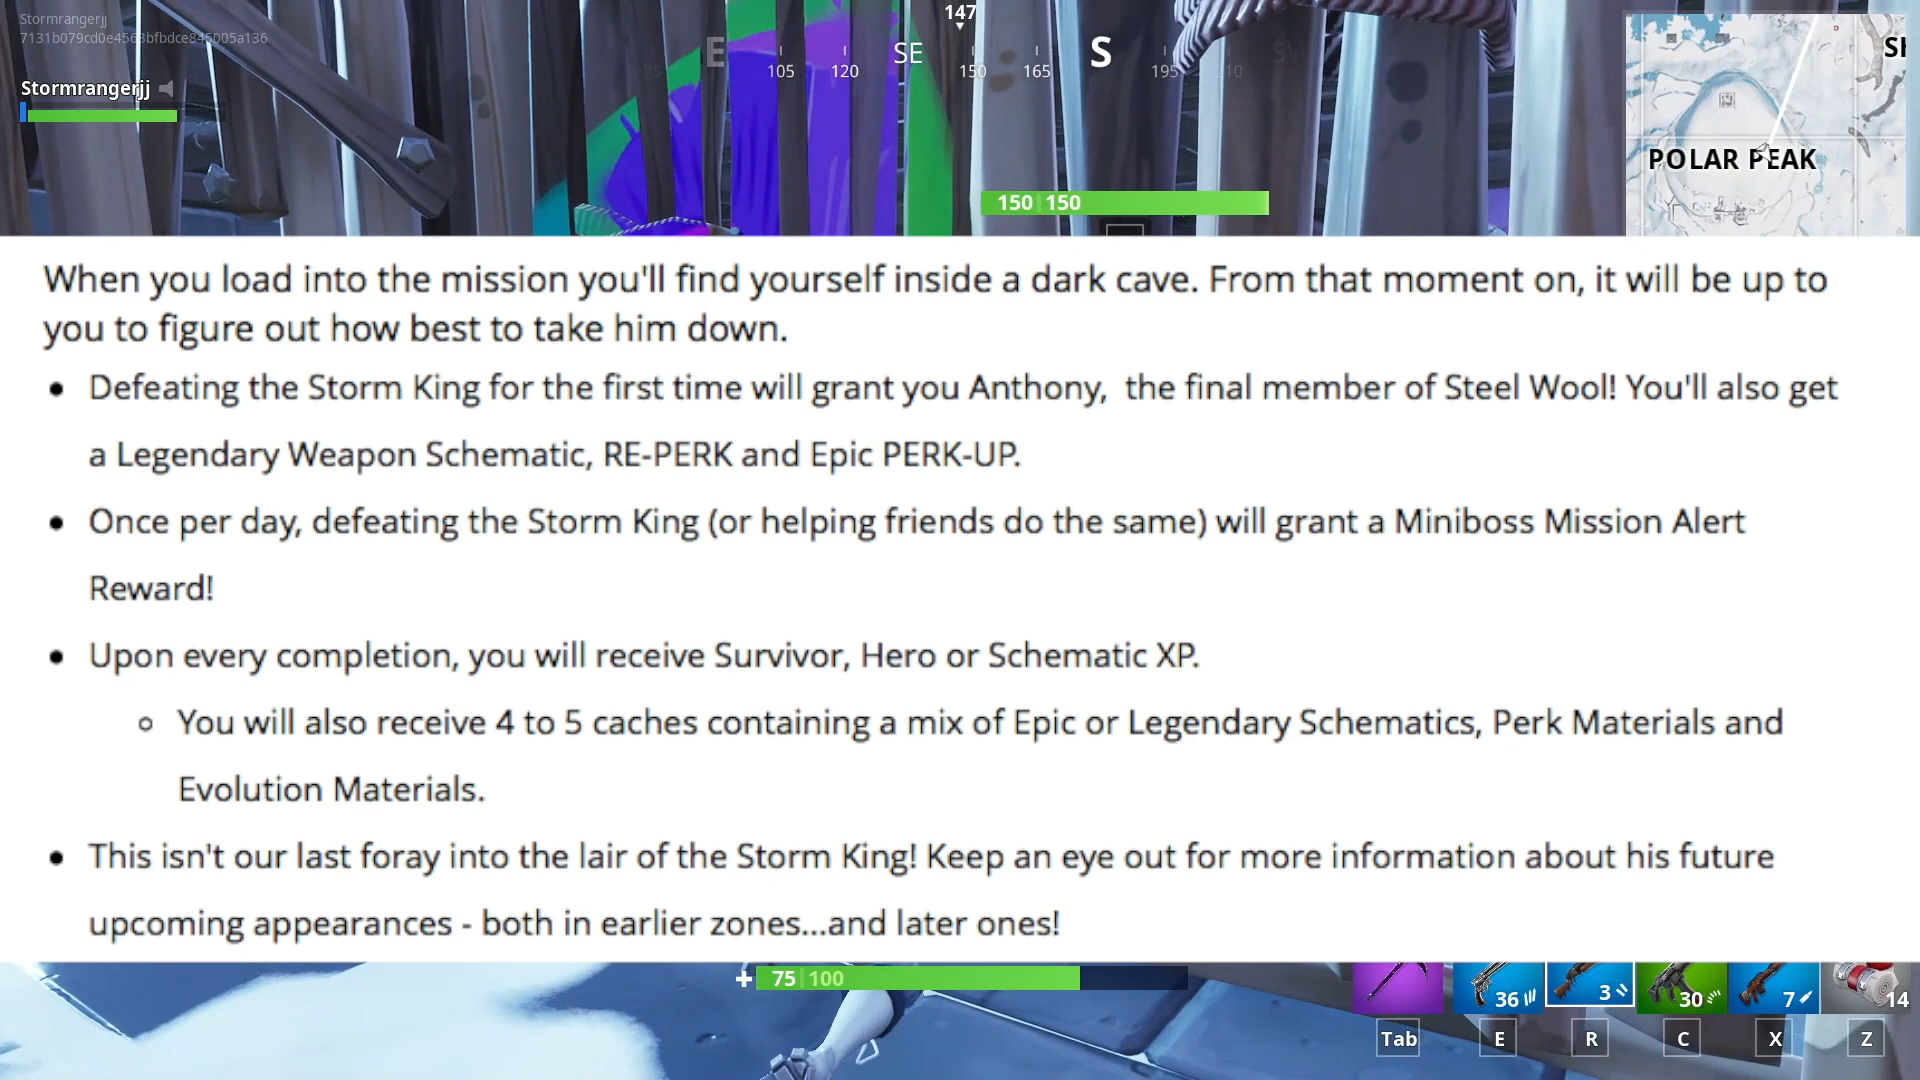 Stormrangerjj
Stormrangerjj
147
E
SE
S
75
105
120
150
165
195
210
POLAR PEAK
150 150
When you load into the mission you'll find yourself inside a dark cave. From that moment on, it will be up to
you to figure out how best to take him down.
• Defeating the Storm King for the first time will grant you Anthony,  the final member of Steel Wool! You'll also get
a Legendary Weapon Schematic, RE-PERK and Epic PERK-UP.
• Once per day, defeating the Storm King (or helping friends do the same) will grant a Miniboss Mission Alert
Reward!
• Upon every completion, you will receive Survivor, Hero or Schematic XP.
◦ You will also receive 4 to 5 caches containing a mix of Epic or Legendary Schematics, Perk Materials and
Evolution Materials.
• This isn't our last foray into the lair of the Storm King! Keep an eye out for more information about his future
upcoming appearances - both in earlier zones...and later ones!
+ 75 100
36 3 30 7 14
Tab E R C X Z